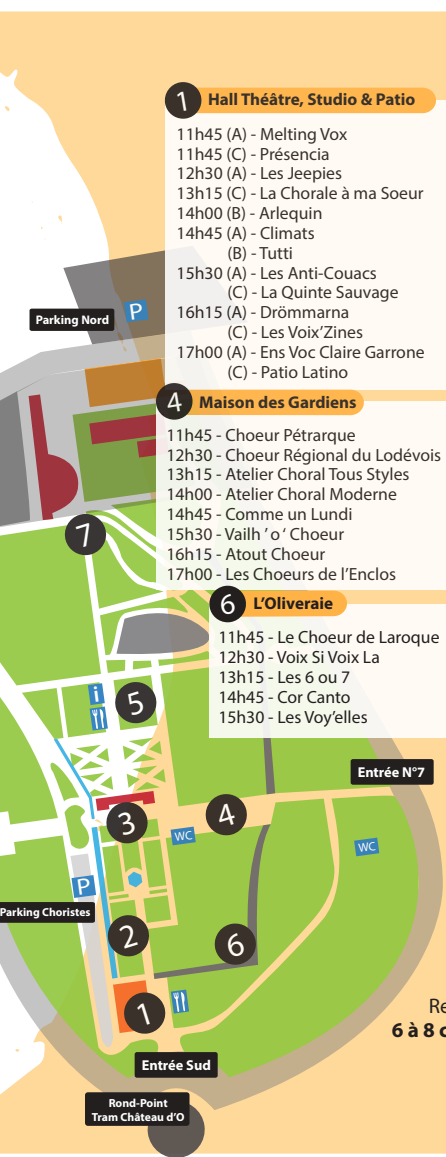 1 Hall Théâtre, Studio & Patio
11h45 (A) - Melting Vox
11h45 (C) - Présencia
12h30 (A) - Les Jeepies
13h15 (C) - La Chorale à ma Soeur
14h00 (B) - Arlequin
14h45 (A) - Climats
(B) - Tutti
15h30 (A) - Les Anti-Couacs
(C) - La Quinte Sauvage
16h15 (A) - Drömmarna
(C) - Les Voix'Zines
17h00 (A) - Ens Voc Claire Garrone
(C) - Patio Latino
Parking Nord
P
4 Maison des Gardiens
11h45 - Choeur Pétrarque
12h30 - Choeur Régional du Lodévois
13h15 - Atelier Choral Tous Styles
14h00 - Atelier Choral Moderne
14h45 - Comme un Lundi
15h30 - Vailh ' o ' Choeur
16h15 - Atout Choeur
17h00 - Les Choeurs de l'Enclos
7
6 L'Oliveraie
11h45 - Le Choeur de Laroque
12h30 - Voix Si Voix La
13h15 - Les 6 ou 7
14h45 - Cor Canto
15h30 - Les Voy'elles
i
5
Entrée N°7
3
4
WC
WC
P
Parking Choristes
2
6
1
Re
6 à 8 c
Entrée Sud
Rond-Point
Tram Château d'O